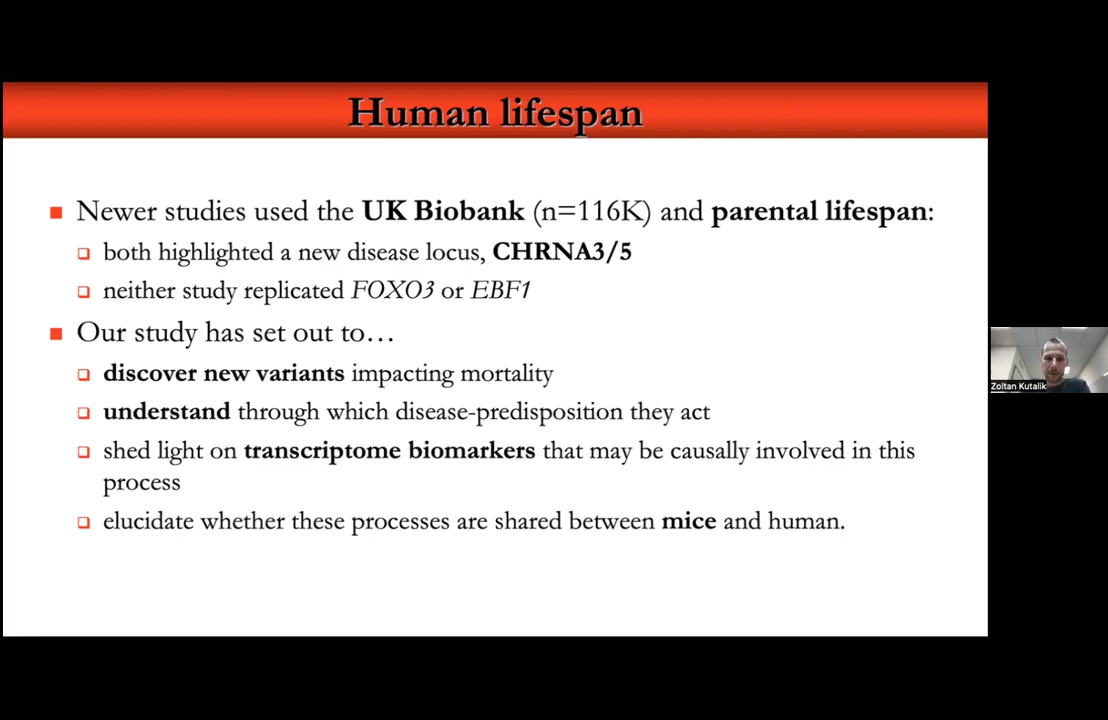 Human lifespan
Newer studies used the UK Biobank (n=116K) and parental lifespan:
both highlighted a new disease locus, CHRNA3/5
neither study replicated FOXO3 or EBF1
Our study has set out to…
discover new variants impacting mortality
understand through which disease-predisposition they act
shed light on transcriptome biomarkers that may be causally involved in this
process
elucidate whether these processes are shared between mice and human.
Zoltan Kutalik